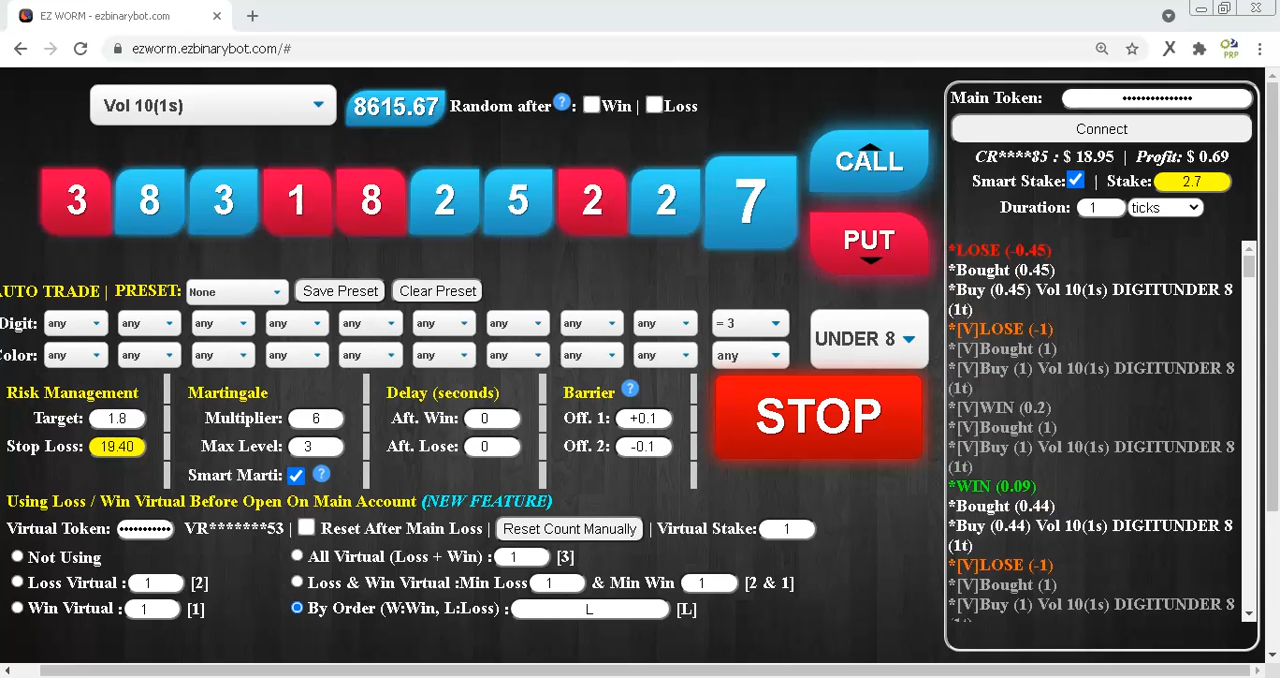 EZ WORM - ezbinarybot.com
ezworm.ezbinarybot.com/#
PRP
Vol 10(1s)
8615.67
Random after ? : Win | Loss
3 8 3 1 8 2 5 2 2 7
CALL
PUT
AUTO TRADE | PRESET: None Save Preset Clear Preset
Digit: any any any any any any any any any = 3
Color: any any any any any any any any any any
UNDER 8
STOP
Risk Management
Target: 1.8
Stop Loss: 19.40
Martingale
Multiplier: 6
Max Level: 3
Smart Marti: ?
Delay (seconds)
Aft. Win: 0
Aft. Lose: 0
Barrier ?
Off. 1: +0.1
Off. 2: -0.1
Using Loss / Win Virtual Before Open On Main Account (NEW FEATURE)
Virtual Token: ••••••••••• VR*******53 | Reset After Main Loss | Reset Count Manually | Virtual Stake: 1
Not Using
All Virtual (Loss + Win) : 1 [3]
Loss Virtual : 1 [2]
Loss & Win Virtual :Min Loss 1 & Min Win 1 [2 & 1]
Win Virtual : 1 [1]
By Order (W:Win, L:Loss) : L [L]
Main Token: •••••••••••••••
Connect
CR****85 : $ 18.95 | Profit: $ 0.69
Smart Stake: | Stake: 2.7
Duration: 1 ticks
*LOSE (-0.45)
*Bought (0.45)
*Buy (0.45) Vol 10(1s) DIGITUNDER 8
(1t)
*[V]LOSE (-1)
*[V]Bought (1)
*[V]Buy (1) Vol 10(1s) DIGITUNDER 8
(1t)
*[V]WIN (0.2)
*[V]Bought (1)
*[V]Buy (1) Vol 10(1s) DIGITUNDER 8
(1t)
*WIN (0.09)
*Bought (0.44)
*Buy (0.44) Vol 10(1s) DIGITUNDER 8
(1t)
*[V]LOSE (-1)
*[V]Bought (1)
*[V]Buy (1) Vol 10(1s) DIGITUNDER 8
(1t)